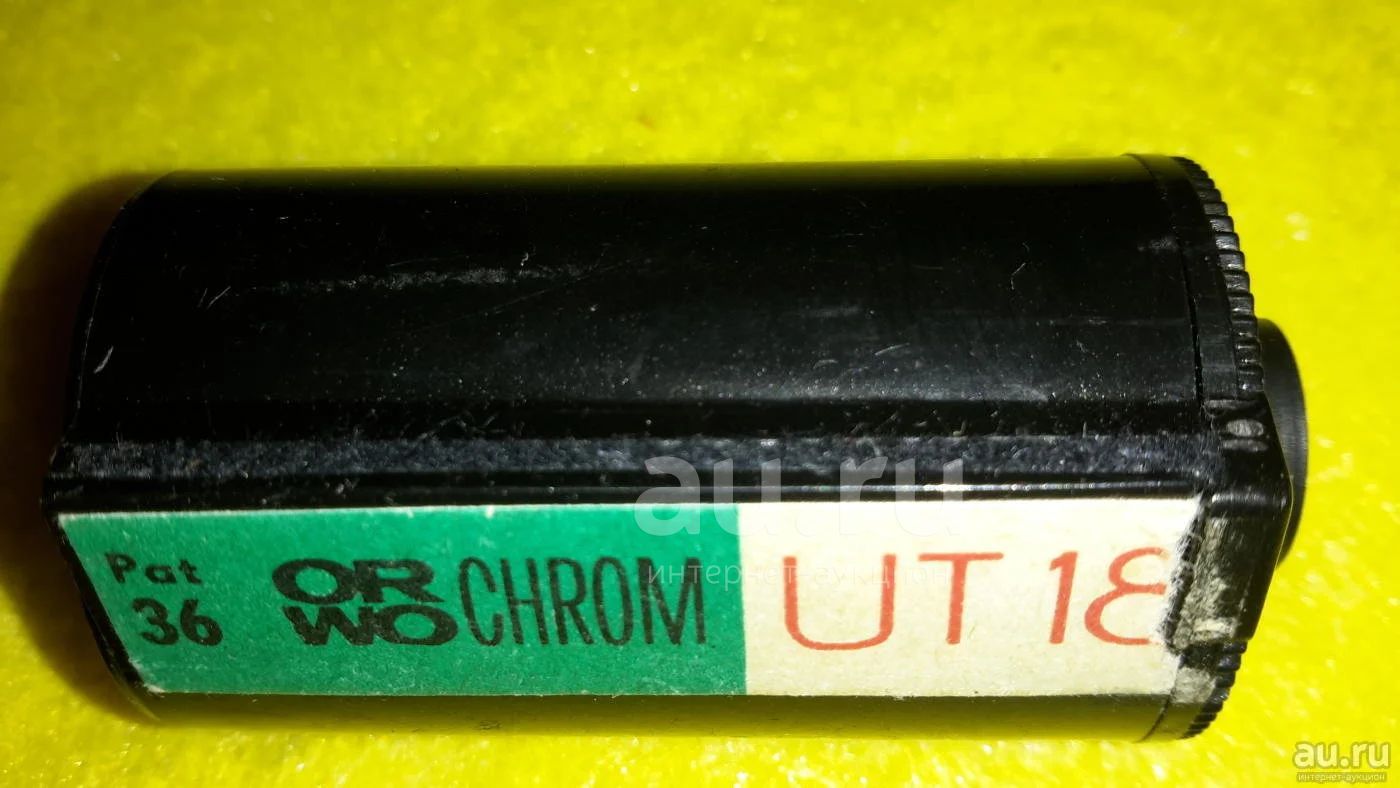 Pat
36
OR
WO CHROM
UT 18
au.ru
интернет-аукцион
au.ru
интернет-аукцион